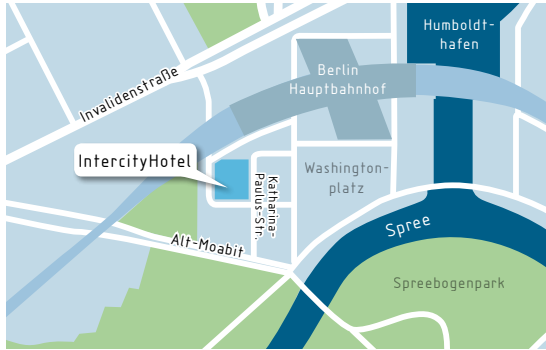 Humboldt-
hafen
Invalidenstraße
Berlin
Hauptbahnhof
IntercityHotel
Katharina-
Paulus-Str.
Washington-
platz
Alt-Moabit
Spree
Spreebogenpark